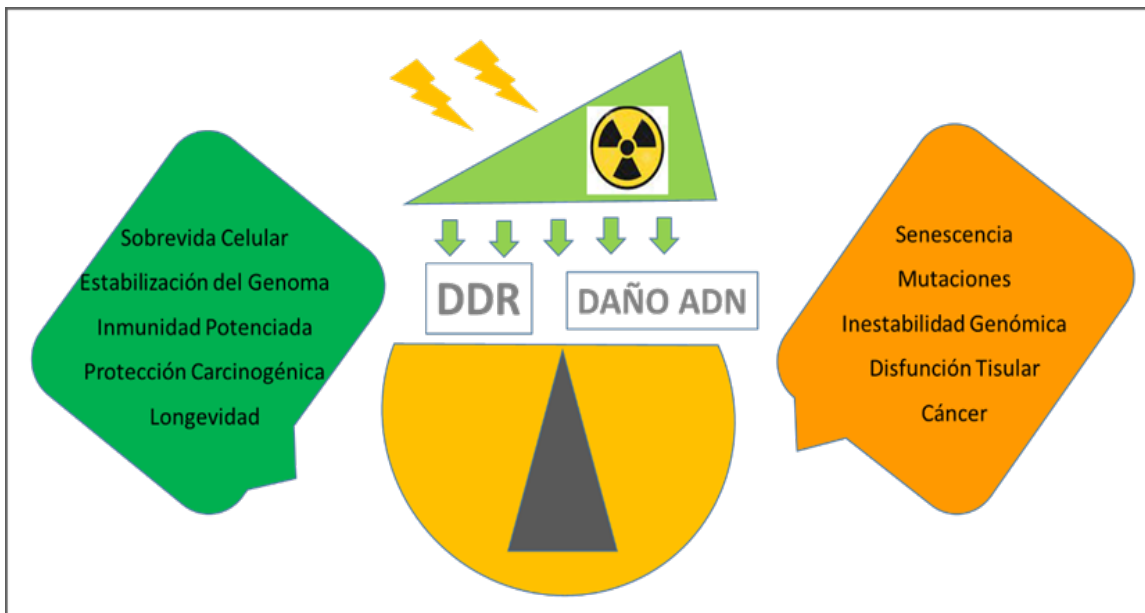 Sobrevida Celular
Estabilización del Genoma
Inmunidad Potenciada
Protección Carcinogénica
Longevidad
DDR
DAÑO ADN
Senescencia
Mutaciones
Inestabilidad Genómica
Disfunción Tisular
Cáncer